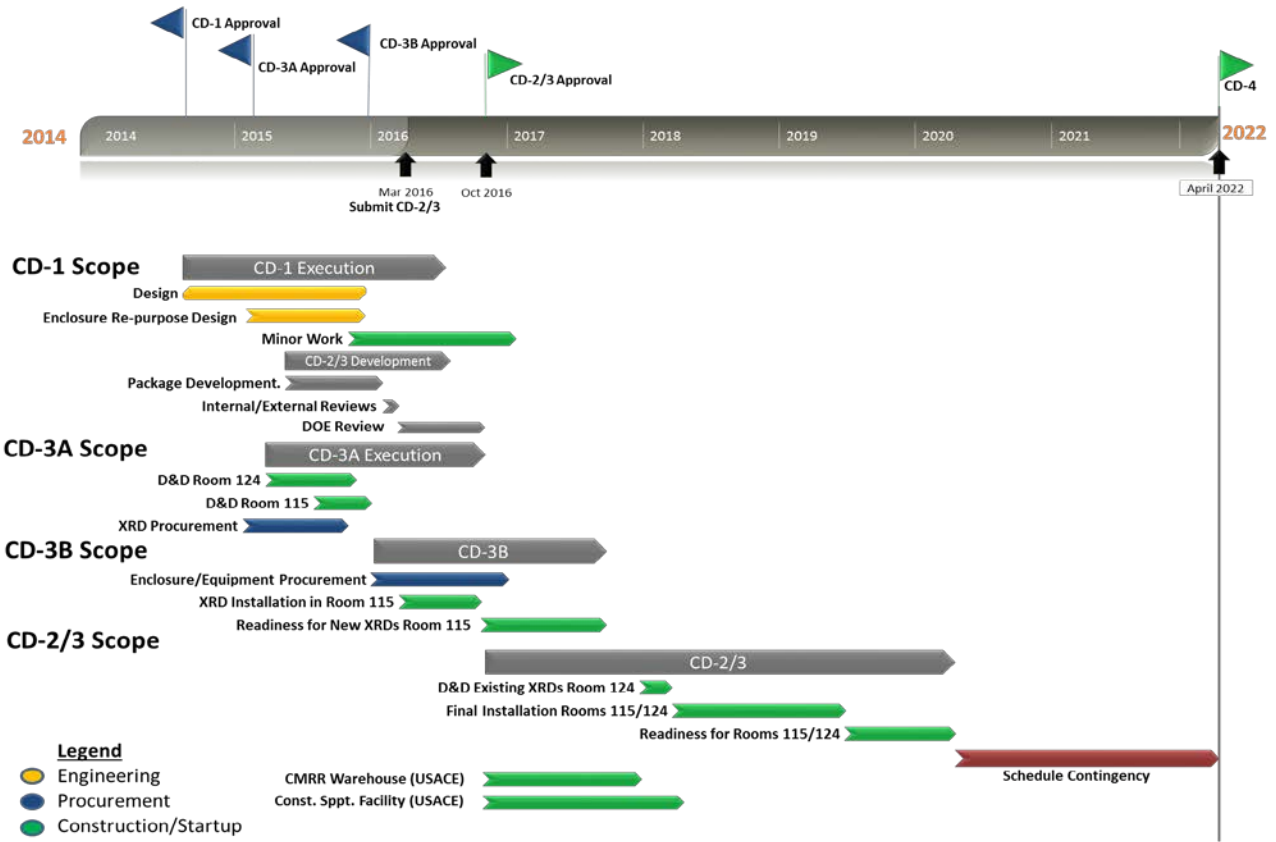 CD-1 Approval
CD-3A Approval
CD-3B Approval
CD-2/3 Approval
CD-4
2014
2014
2015
2016
2017
2018
2019
2020
2021
2022
Mar 2016
Submit CD-2/3
Oct 2016
April 2022
CD-1 Scope
CD-1 Execution
Design
Enclosure Re-purpose Design
Minor Work
CD-2/3 Development
Package Development.
Internal/External Reviews
DOE Review
CD-3A Scope
CD-3A Execution
D&D Room 124
D&D Room 115
XRD Procurement
CD-3B Scope
CD-3B
Enclosure/Equipment Procurement
XRD Installation in Room 115
Readiness for New XRDs Room 115
CD-2/3 Scope
CD-2/3
D&D Existing XRDs Room 124
Final Installation Rooms 115/124
Readiness for Rooms 115/124
Schedule Contingency
CMRR Warehouse (USACE)
Const. Sppt. Facility (USACE)
Legend
Engineering
Procurement
Construction/Startup